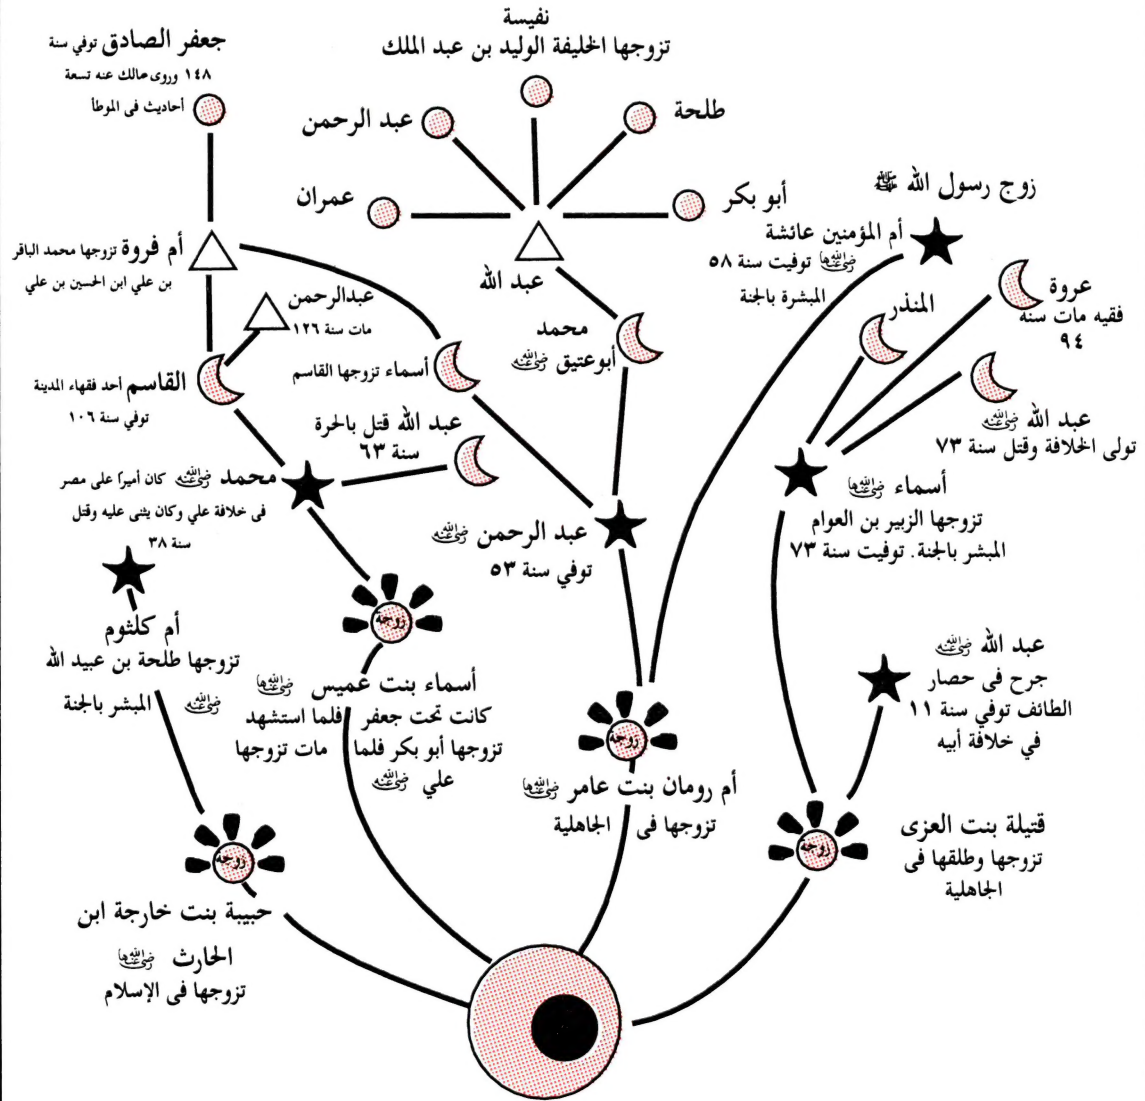 نفيسة
تزوجها الخليفة الوليد بن عبد الملك
جعفر الصادق توفي سنة
١٤٨ وروى مالك عنه تسعة
أحاديث فى الموطأ
عبد الرحمن
طلحة
عمران
أبو بكر
عبد الله
زوج رسول الله ﷺ
أم المؤمنين عائشة
رضي الله عنها توفيت سنة ٥٨
المبشرة بالجنة
أم فروة تزوجها محمد الباقر
بن علي ابن الحسين بن علي
عبدالرحمن
مات سنة ١٢٦
محمد
أبوعتيق رضي الله عنه
المنذر
عروة
فقيه مات سنه
٩٤
القاسم أحد فقهاء المدينة
توفي سنة ١٠٦
أسماء تزوجها القاسم
عبد الله رضي الله عنه
تولى الخلافة وقتل سنة ٧٣
عبد الله قتل بالحرة
سنة ٦٣
محمد رضي الله عنه كان أميرا على مصر
فى خلافة علي وكان يثنى عليه وقتل
سنة ٣٨
عبد الرحمن رضي الله عنه
توفي سنة ٥٣
أسماء رضي الله عنها
تزوجها الزبير بن العوام
المبشر بالجنة. توفيت سنة ٧٣
أم كلثوم
تزوجها طلحة بن عبيد الله
رضي الله عنه المبشر بالجنة
زوجة
أسماء بنت عميس رضي الله عنها
كانت تحت جعفر فلما استشهد
تزوجها أبو بكر فلما مات تزوجها
علي رضي الله عنه
عبد الله رضي الله عنه
جرح فى حصار
الطائف توفي سنة ١١
في خلافة أبيه
زوجة
أم رومان بنت عامر رضي الله عنها
تزوجها فى الجاهلية
زوجة
قتيلة بنت العزى
تزوجها وطلقها فى
الجاهلية
زوجة
حبيبة بنت خارجة ابن
الحارث رضي الله عنها
تزوجها فى الإسلام